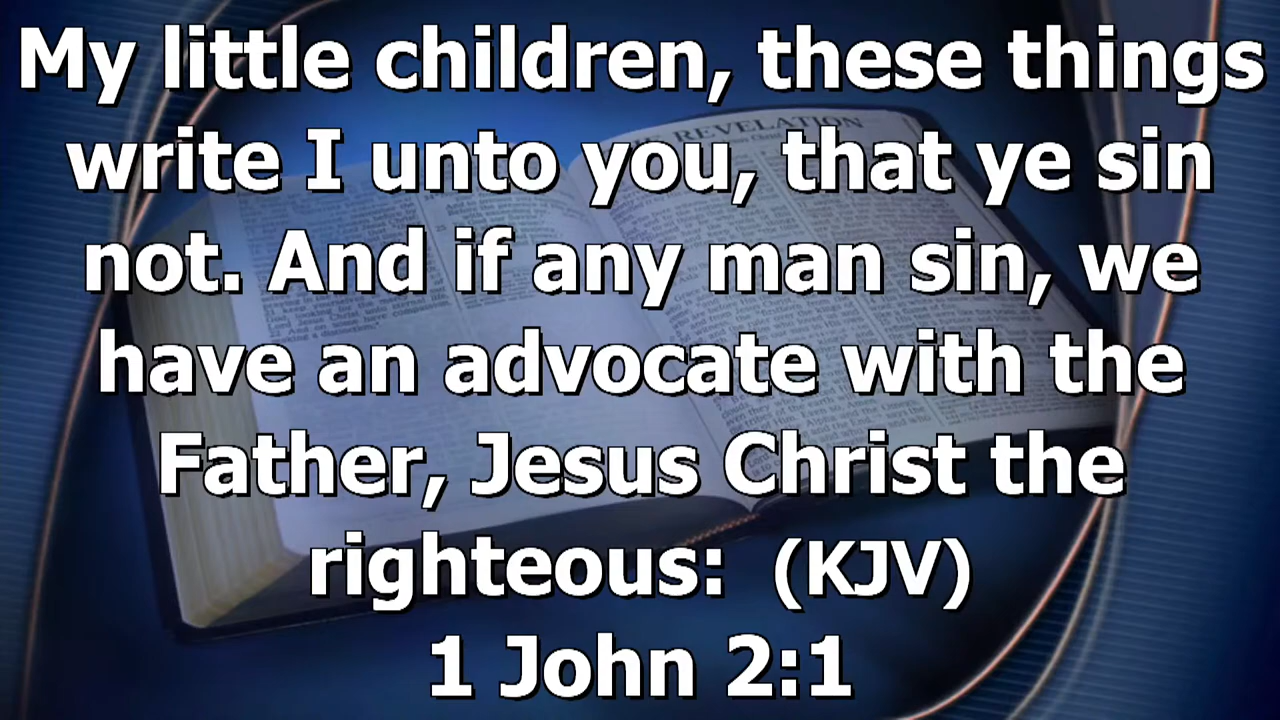 My little children, these things
write I unto you, that ye sin
not. And if any man sin, we
have an advocate with the
Father, Jesus Christ the
righteous:  (KJV)
1 John 2:1
REVELATION